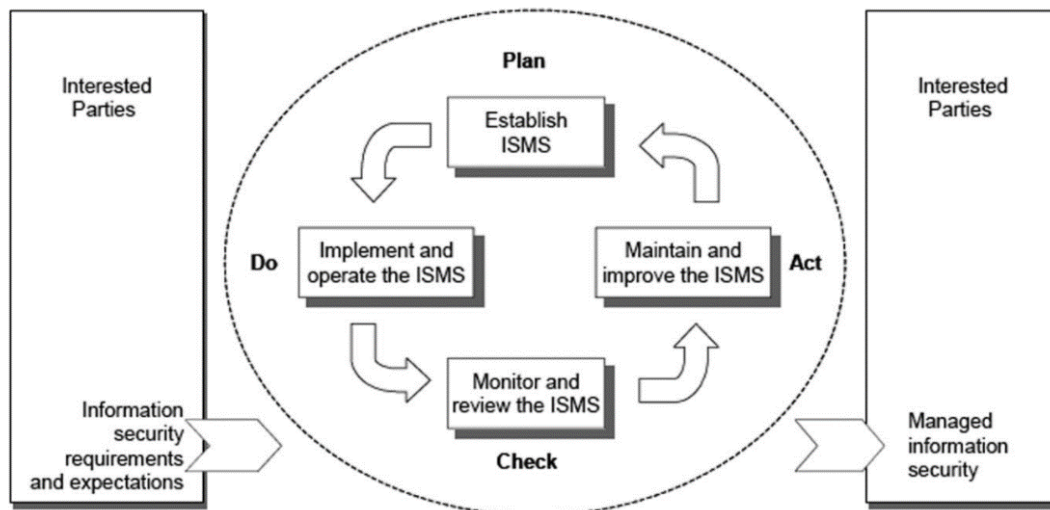 Interested
Parties
Information
security
requirements
and expectations
Plan
Establish
ISMS
Do
Implement and
operate the ISMS
Maintain and
improve the ISMS
Act
Monitor and
review the ISMS
Check
Interested
Parties
Managed
information
security